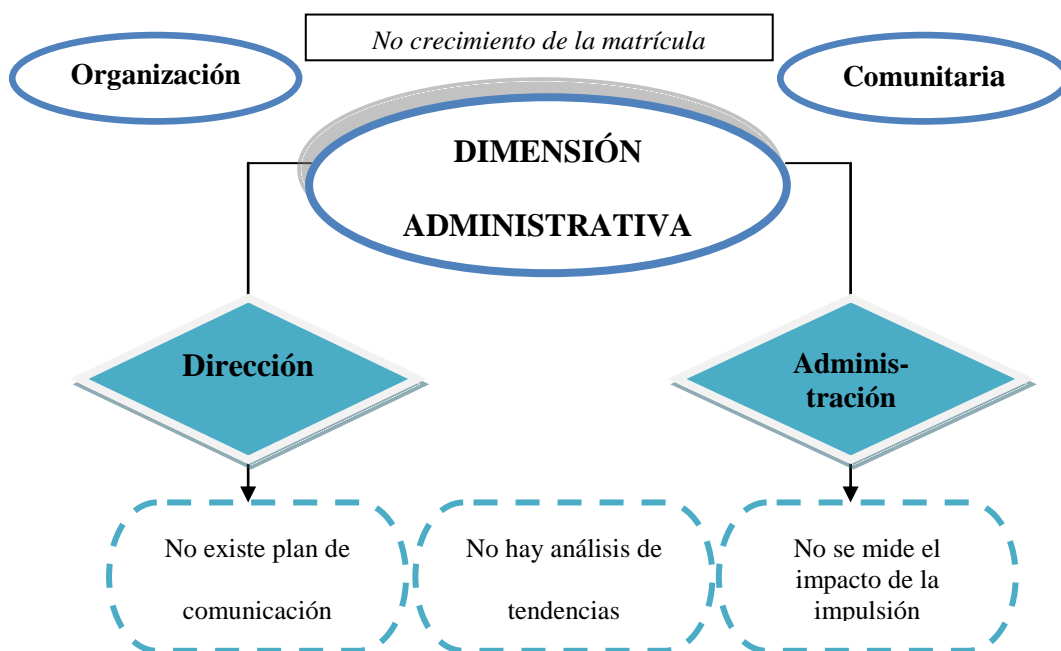 No crecimiento de la matrícula
Organización
Comunitaria
DIMENSIÓN
ADMINISTRATIVA
Dirección
Adminis-
tración
No existe plan de
comunicación
No hay análisis de
tendencias
No se mide el
impacto de la
impulsión